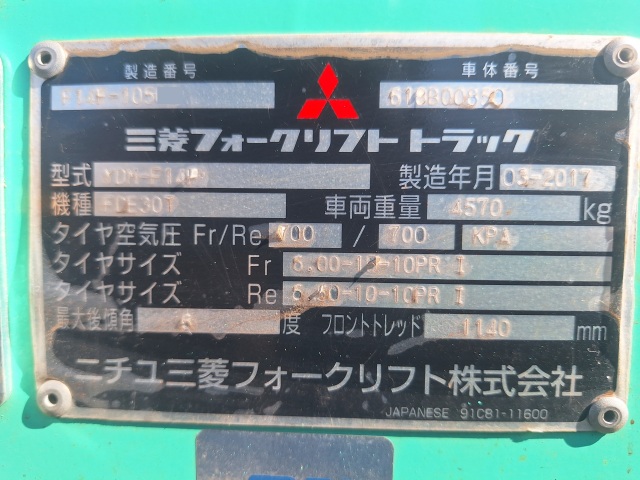 製造番号 車体番号
三菱フォークリフト トラック
型式 製造年月 03-2017
機種 車両重量 4570 kg
タイヤ空気圧 Fr/Re 700 / 700 KPA
タイヤサイズ Fr
タイヤサイズ Re
最大後傾角 6 度 フロントトレッド 1140 mm
ニチユ三菱フォークリフト株式会社
JAPANESE 91C81-11600